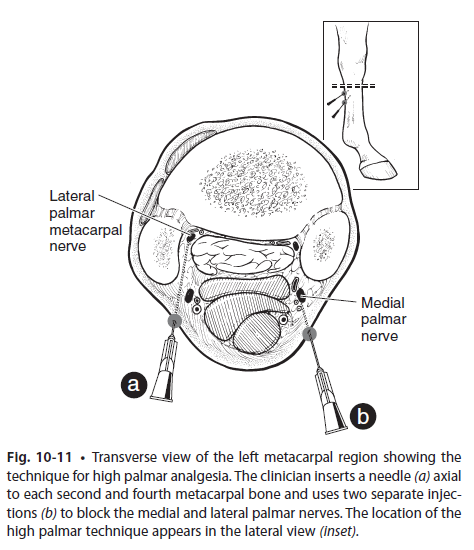 Lateral
palmar
metacarpal
nerve
Medial
palmar
nerve
a
b
Fig. 10-11 • Transverse view of the left metacarpal region showing the
technique for high palmar analgesia. The clinician inserts a needle (a) axial
to each second and fourth metacarpal bone and uses two separate injec-
tions (b) to block the medial and lateral palmar nerves. The location of the
high palmar technique appears in the lateral view (inset).